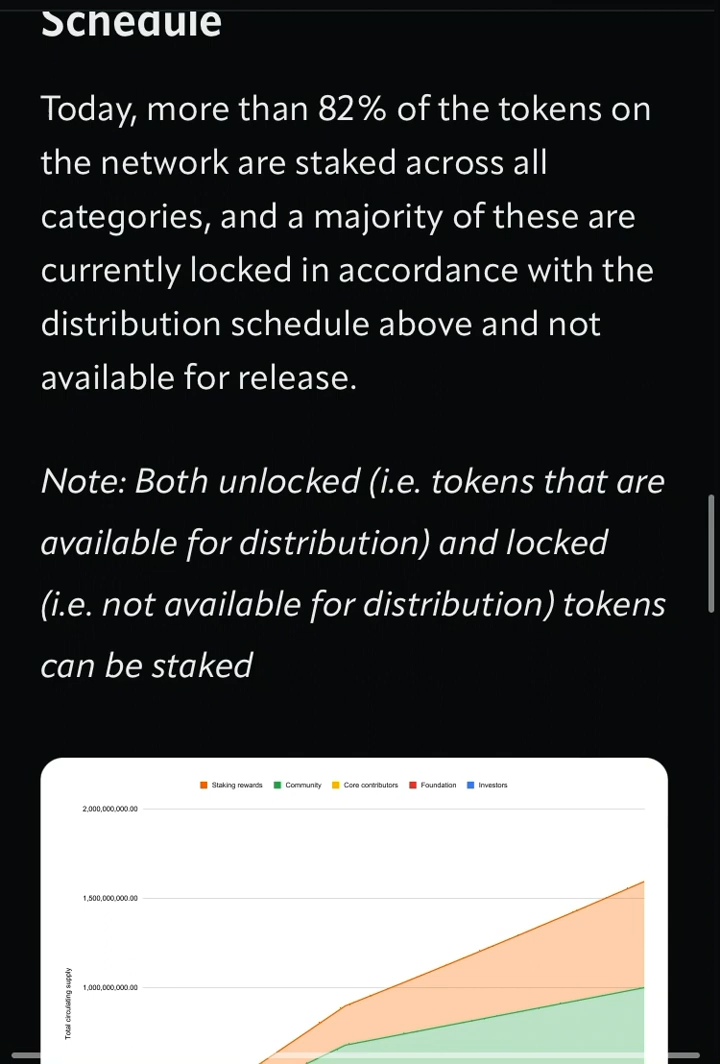 Schedule
Today, more than 82% of the tokens on
the network are staked across all
categories, and a majority of these are
currently locked in accordance with the
distribution schedule above and not
available for release.
Note: Both unlocked (i.e. tokens that are
available for distribution) and locked
(i.e. not available for distribution) tokens
can be staked
Staking rewards Community Core contributors Foundation Investors
2,000,000,000.00
1,500,000,000.00
1,000,000,000.00
Total circulating supply